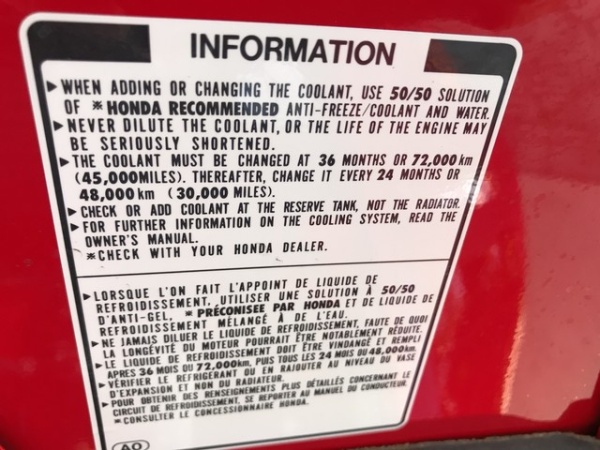 INFORMATION
▶WHEN ADDING OR CHANGING THE COOLANT, USE 50/50 SOLUTION
OF ※HONDA RECOMMENDED ANTI-FREEZE/COOLANT AND WATER.
▶NEVER DILUTE THE COOLANT, OR THE LIFE OF THE ENGINE MAY
BE SERIOUSLY SHORTENED.
▶THE COOLANT MUST BE CHANGED AT 36 MONTHS OR 72,000 km
(45,000MILES). THEREAFTER, CHANGE IT EVERY 24 MONTHS OR
48,000 km (30,000 MILES).
▶CHECK OR ADD COOLANT AT THE RESERVE TANK, NOT THE RADIATOR.
▶FOR FURTHER INFORMATION ON THE COOLING SYSTEM, READ THE
OWNER'S MANUAL.
※CHECK WITH YOUR HONDA DEALER.
▶LORSQUE L'ON FAIT L'APPOINT DE LIQUIDE DE
REFROIDISSEMENT, UTILISER UNE SOLUTION À 50/50
D'ANTI-GEL, ※PRÉCONISEE PAR HONDA ET DE LIQUIDE DE
REFROIDISSEMENT MÉLANGÉ À DE L'EAU.
▶NE JAMAIS DILUER LE LIQUIDE DE REFROIDISSEMENT, FAUTE DE QUOI
LA LONGÉVITÉ DU MOTEUR POURRAIT ÊTRE NOTABLEMENT RÉDUITE.
▶LE LIQUIDE DE REFROIDISSEMENT DOIT ÊTRE VINDANGÉ ET REMPLI
APRÈS 36 MOIS OU 72,000km, PUIS TOUS LES 24 MOIS OU 48,000km.
▶VÉRIFIER LE REFRIGERANT OU EN RAJOUTER AU NIVEAU DU VASE
D'EXPANSION ET NON DU RADIATEUR.
▶POUR OBTENIR DES RENSEIGNEMENTS PLUS DÉTAILLÉS CONCERNANT LE
CIRCUIT DE REFROIDISSEMENT, SE REPORTER AU MANUEL DU CONDUCTEUR.
※CONSULTER LE CONCESSIONNAIRE HONDA.
AO